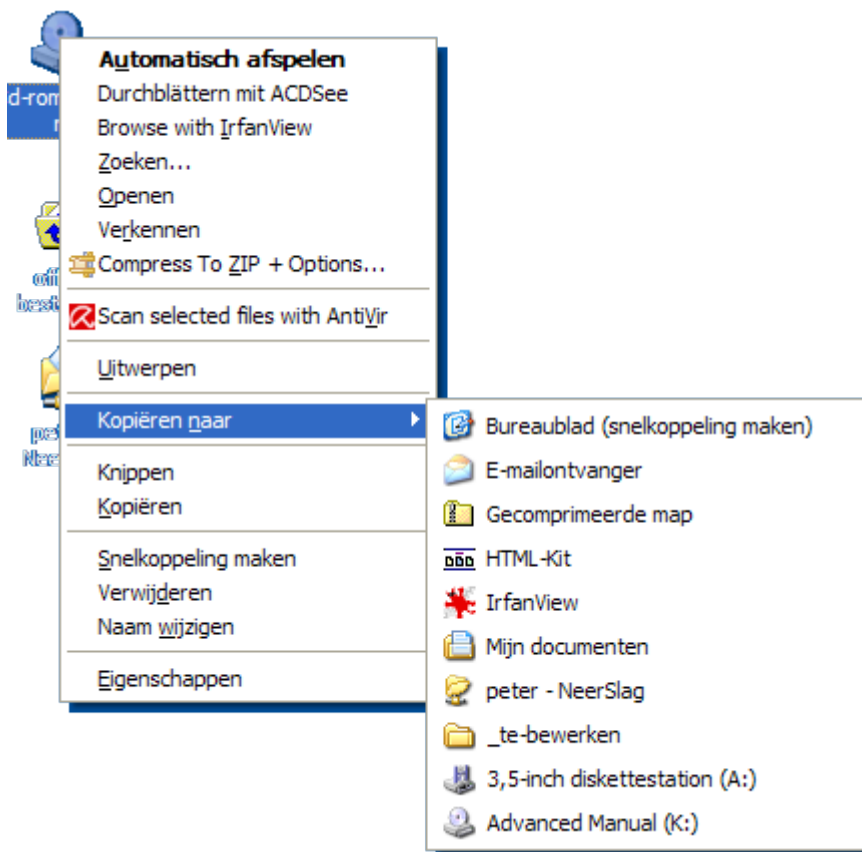 Automatisch afspelen
Durchblättern mit ACDSee
Browse with IrfanView
Zoeken...
Openen
Verkennen
Compress To ZIP + Options...
Scan selected files with AntiVir
Uitwerpen
Kopiëren naar
Knippen
Kopiëren
Snelkoppeling maken
Verwijderen
Naam wijzigen
Eigenschappen
Bureaublad (snelkoppeling maken)
E-mailontvanger
Gecomprimeerde map
HTML-Kit
IrfanView
Mijn documenten
peter - NeerSlag
_te-bewerken
3,5-inch diskettestation (A:)
Advanced Manual (K:)